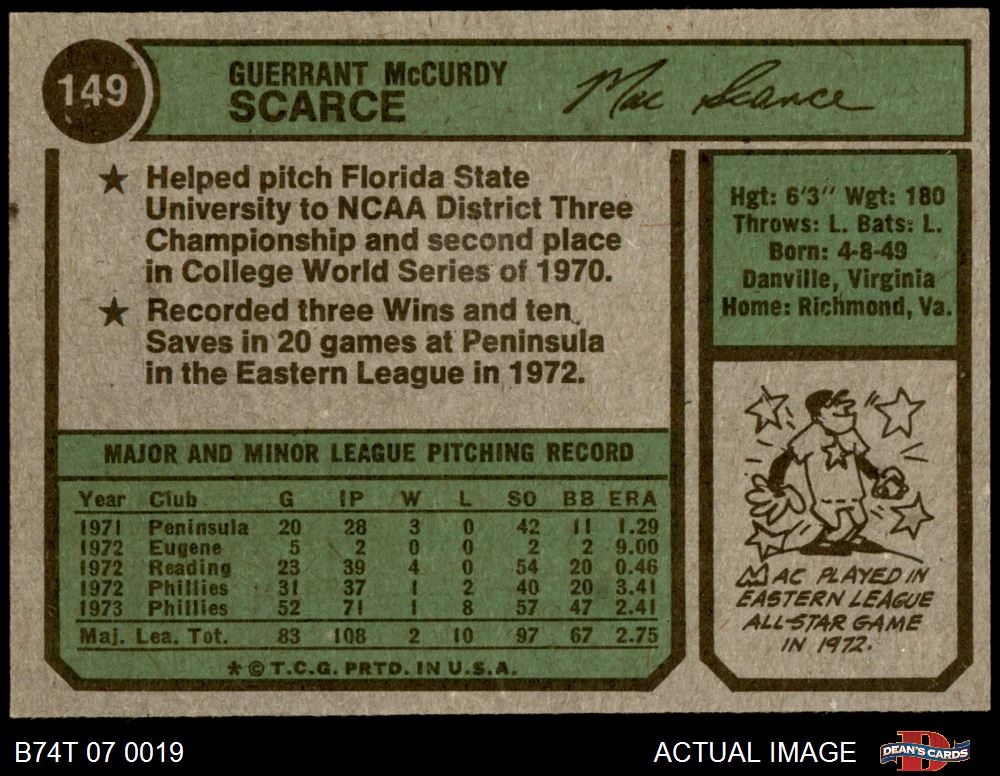 149
GUERRANT McCURDY
SCARCE
Mac Scarce
★ Helped pitch Florida State
University to NCAA District Three
Championship and second place
in College World Series of 1970.
★ Recorded three Wins and ten
Saves in 20 games at Peninsula
in the Eastern League in 1972.
Hgt: 6'3" Wgt: 180
Throws: L. Bats: L.
Born: 4-8-49
Danville, Virginia
Home: Richmond, Va.
MAJOR AND MINOR LEAGUE PITCHING RECORD
Year Club G IP W L SO BB ERA
1971 Peninsula 20 28 3 0 42 11 1.29
1972 Eugene 5 2 0 0 2 2 9.00
1972 Reading 23 39 4 0 54 20 0.46
1972 Phillies 31 37 1 2 40 20 3.41
1973 Phillies 52 71 1 8 57 47 2.41
Maj. Lea. Tot. 83 108 2 10 97 67 2.75
* © T.C.G. PRTD. IN U.S.A.
MAC PLAYED IN
EASTERN LEAGUE
ALL-STAR GAME
IN 1972.
B74T 07 0019
ACTUAL IMAGE
D
DEAN'S CARDS